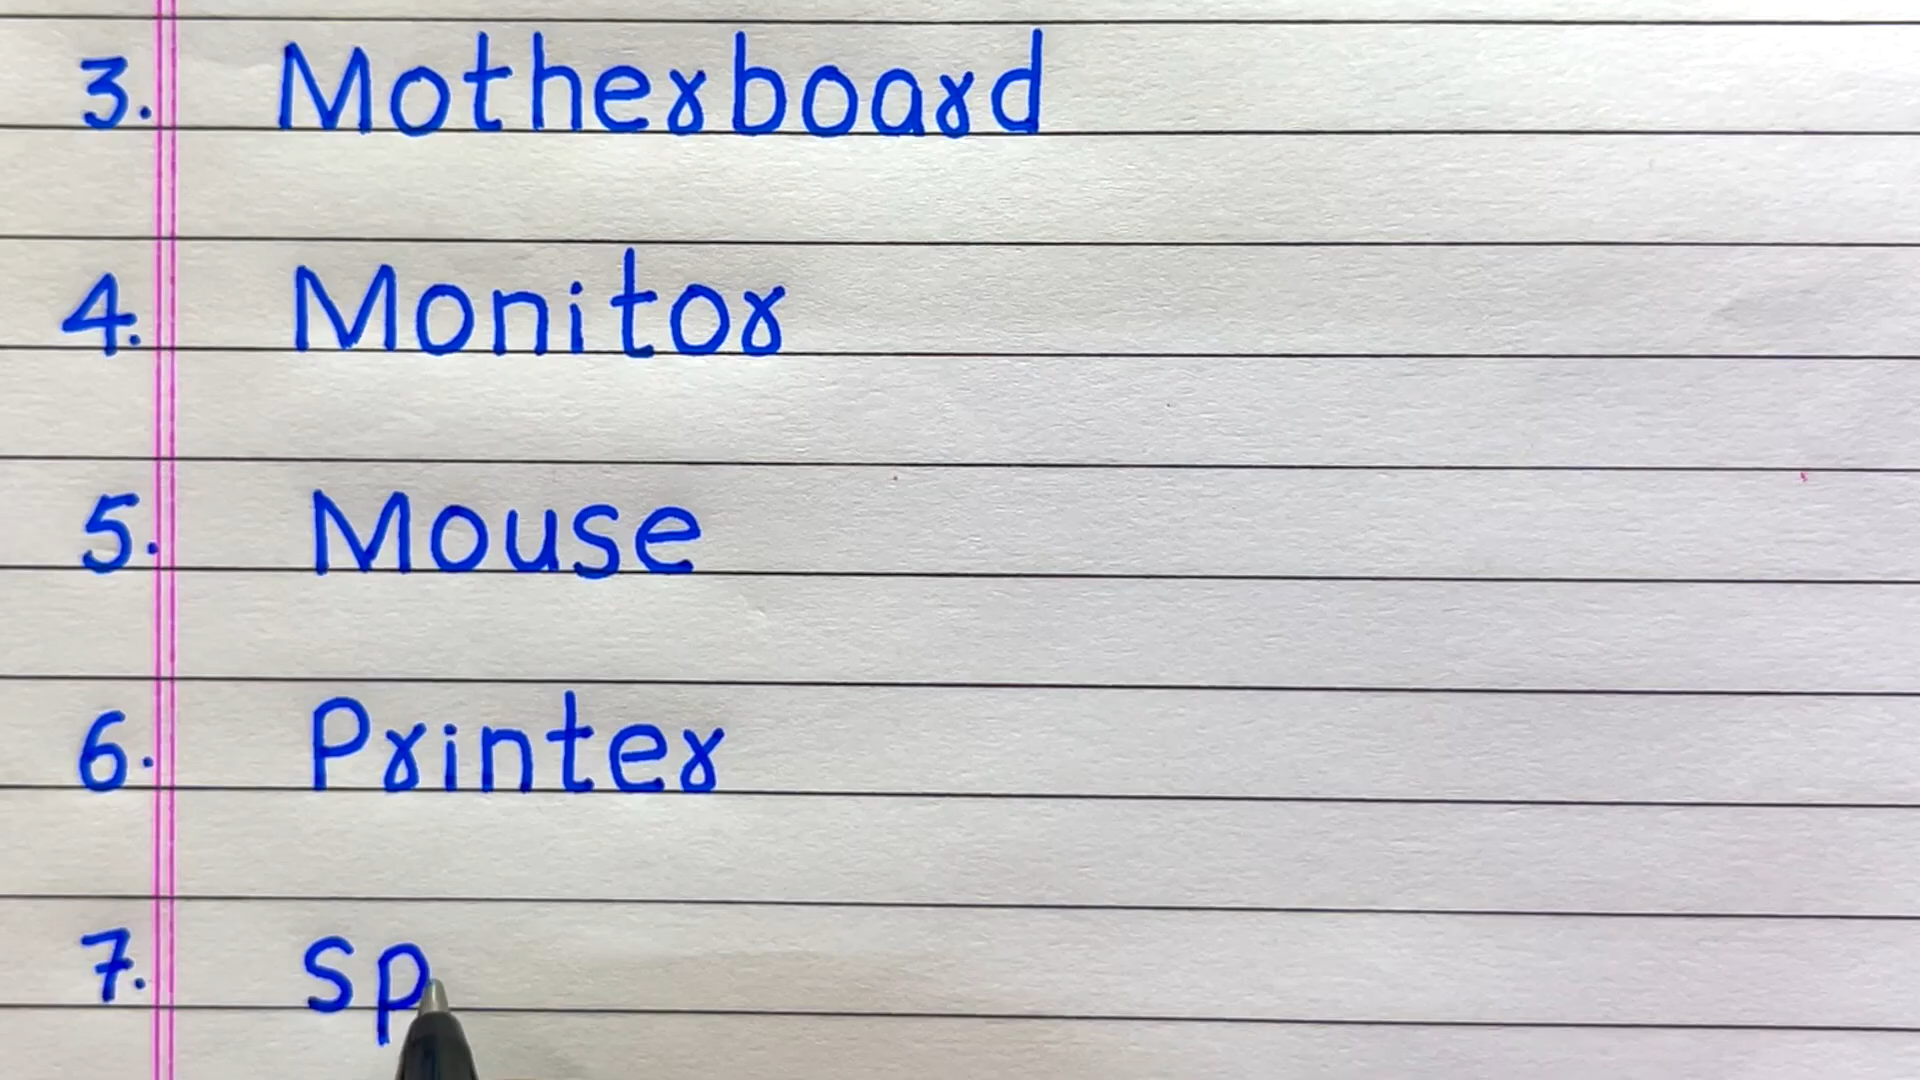 3. Motherboard
4. Monitor
5. Mouse
6. Printer
7. Sp